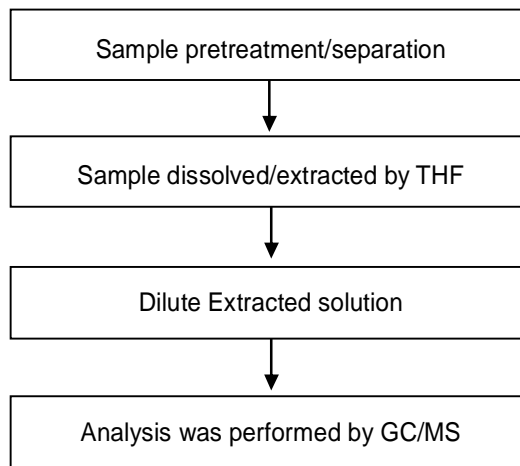 Sample pretreatment/separation
Sample dissolved/extracted by THF
Dilute Extracted solution
Analysis was performed by GC/MS